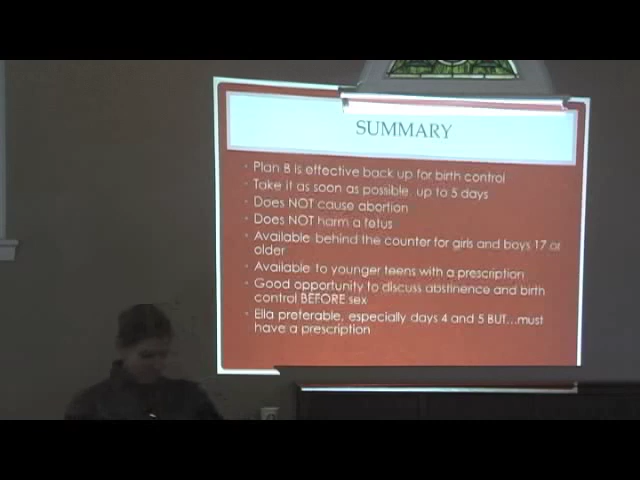 SUMMARY
Plan B is effective back up for birth control
Take it as soon as possible, up to 5 days
Does NOT cause abortion
Does NOT harm a fetus
Available behind the counter for girls and boys 17 or
older
Available to younger teens with a prescription
Good opportunity to discuss abstinence and birth
control BEFORE sex
Ella preferable, especially days 4 and 5 BUT...must
have a prescription